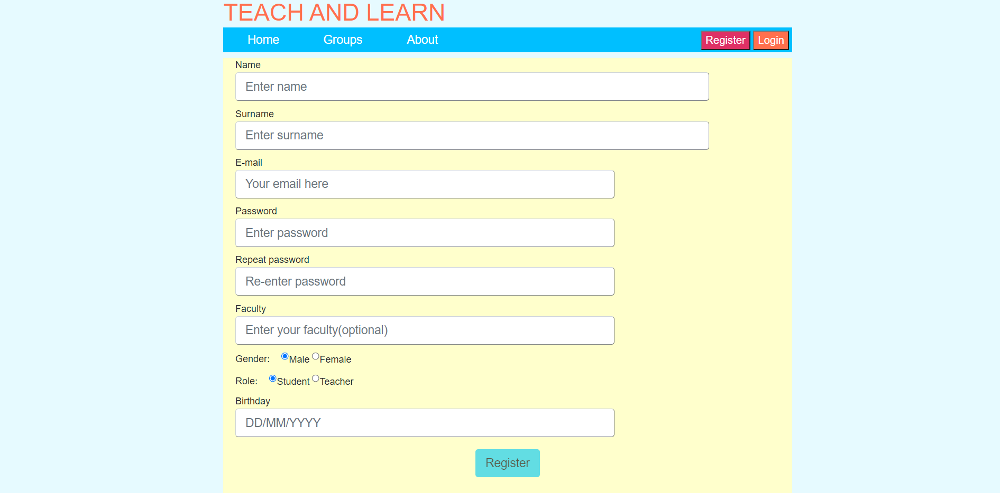 TEACH AND LEARN
Home Groups About Register Login
Name
Enter name
Surname
Enter surname
E-mail
Your email here
Password
Enter password
Repeat password
Re-enter password
Faculty
Enter your faculty(optional)
Gender: Male Female
Role: Student Teacher
Birthday
DD/MM/YYYY
Register